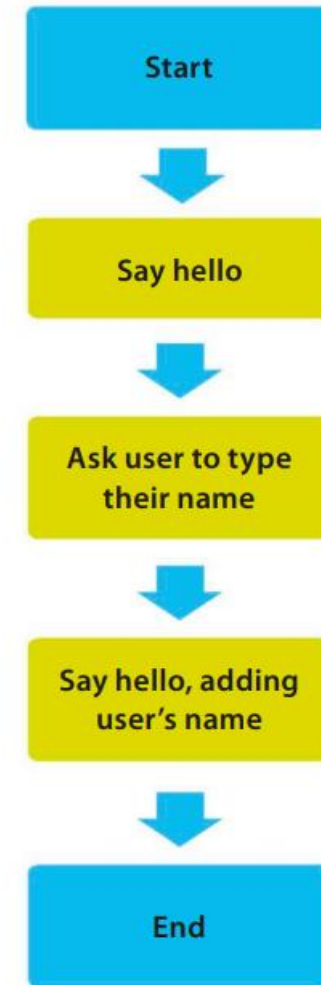 Start
Say hello
Ask user to type
their name
Say hello, adding
user's name
End